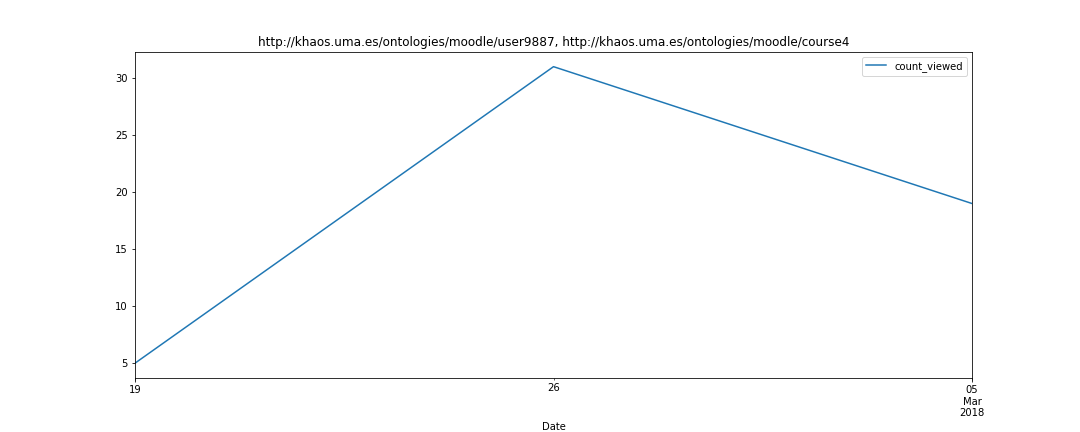 http://khaos.uma.es/ontologies/moodle/user9887, http://khaos.uma.es/ontologies/moodle/course4
count_viewed
30
25
20
15
10
5
19
26
05
Mar
2018
Date